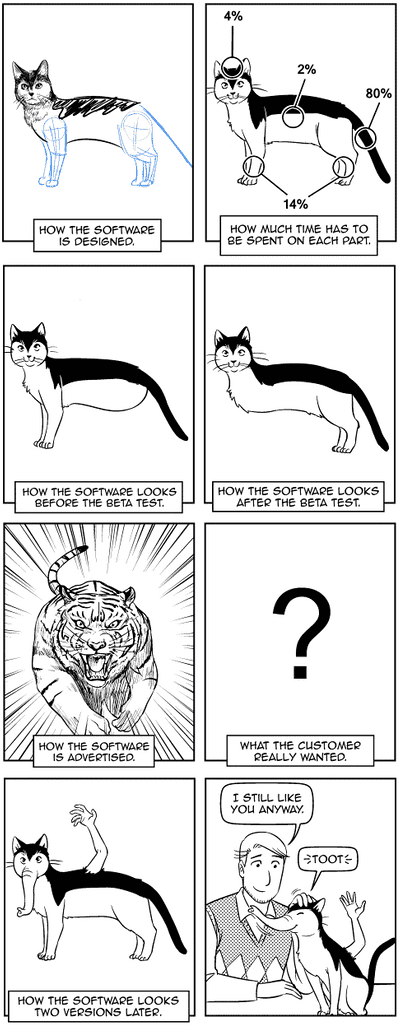 HOW THE SOFTWARE
IS DESIGNED.
4%
2%
80%
14%
HOW MUCH TIME HAS TO
BE SPENT ON EACH PART.
HOW THE SOFTWARE LOOKS
BEFORE THE BETA TEST.
HOW THE SOFTWARE LOOKS
AFTER THE BETA TEST.
HOW THE SOFTWARE
IS ADVERTISED.
?
WHAT THE CUSTOMER
REALLY WANTED.
HOW THE SOFTWARE LOOKS
TWO VERSIONS LATER.
I STILL LIKE
YOU ANYWAY.
TOOT